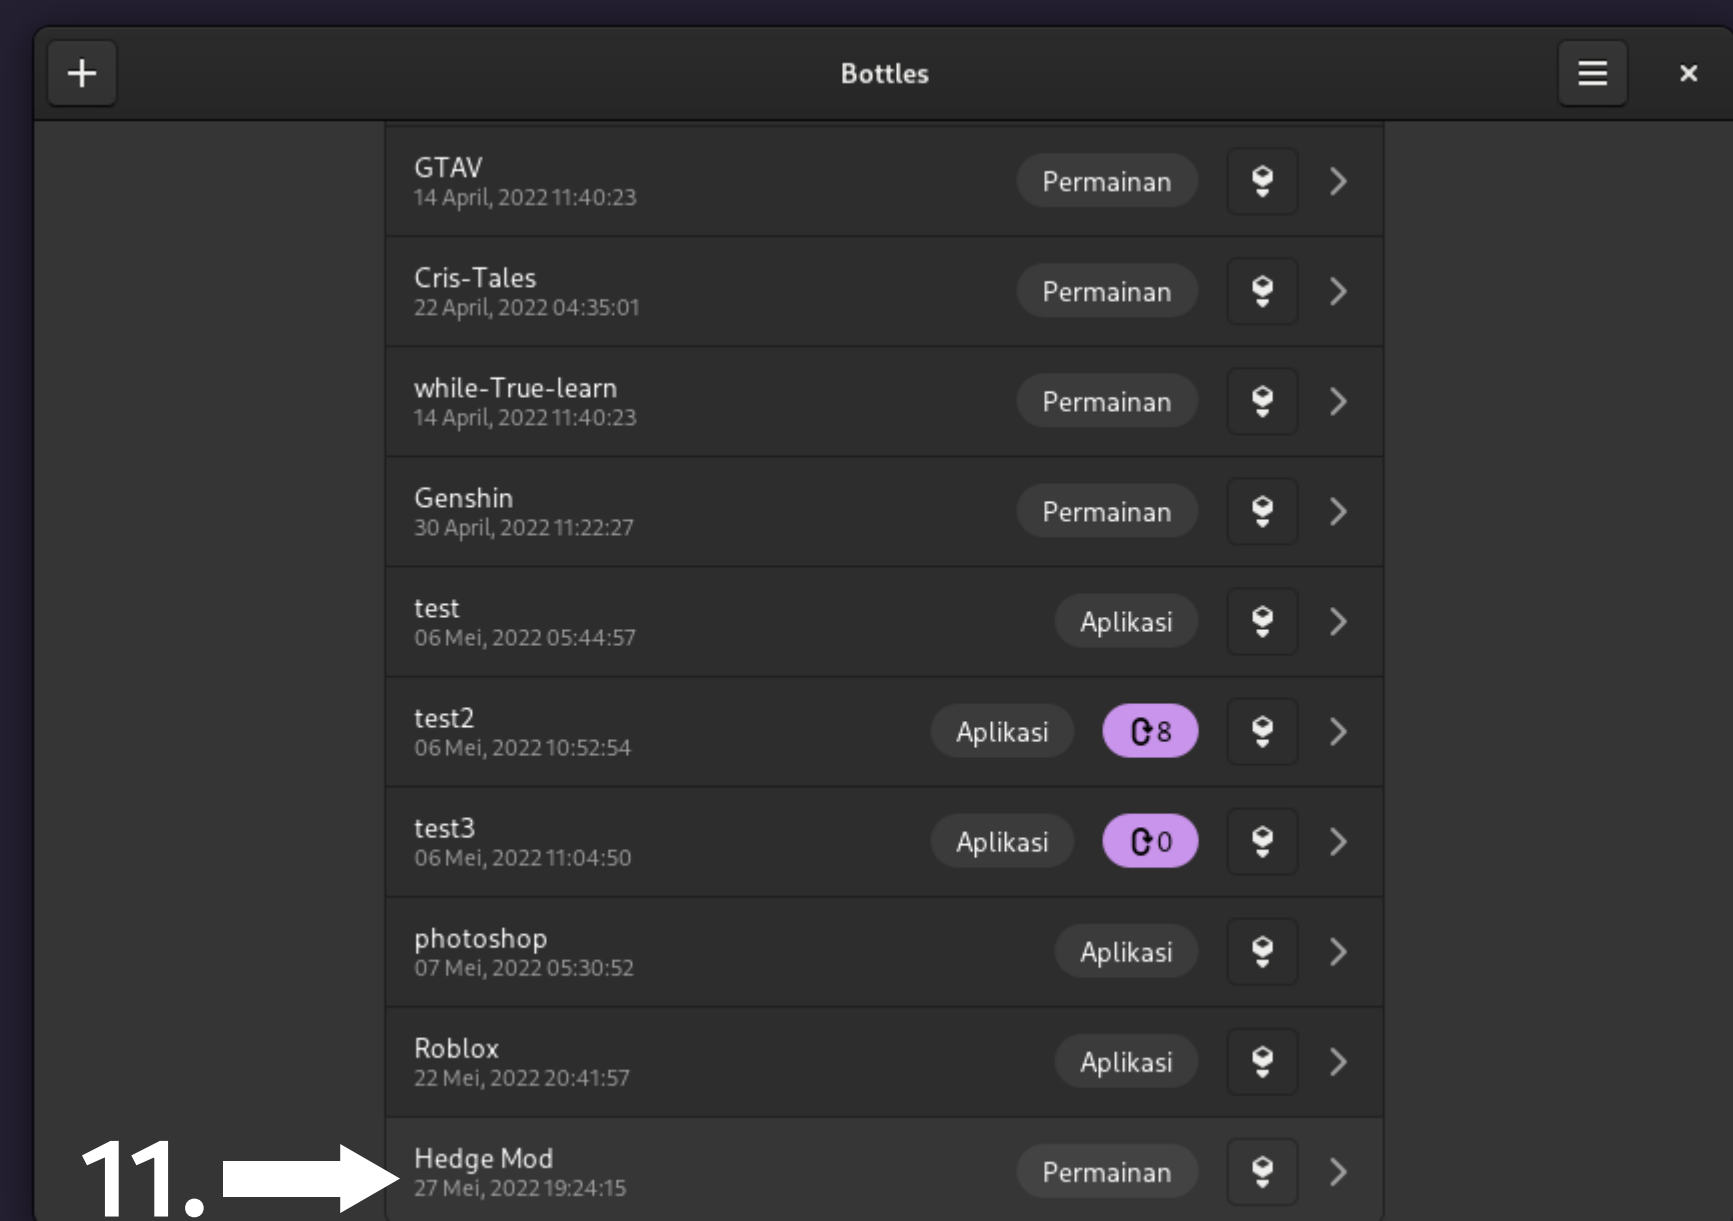 Bottles
GTAV
14 April, 2022 11:40:23
Permainan
Cris-Tales
22 April, 2022 04:35:01
Permainan
while-True-learn
14 April, 2022 11:40:23
Permainan
Genshin
30 April, 2022 11:22:27
Permainan
test
06 Mei, 2022 05:44:57
Aplikasi
test2
06 Mei, 2022 10:52:54
Aplikasi
8
test3
06 Mei, 2022 11:04:50
Aplikasi
0
photoshop
07 Mei, 2022 05:30:52
Aplikasi
Roblox
22 Mei, 2022 20:41:57
Aplikasi
11.
Hedge Mod
27 Mei, 2022 19:24:15
Permainan